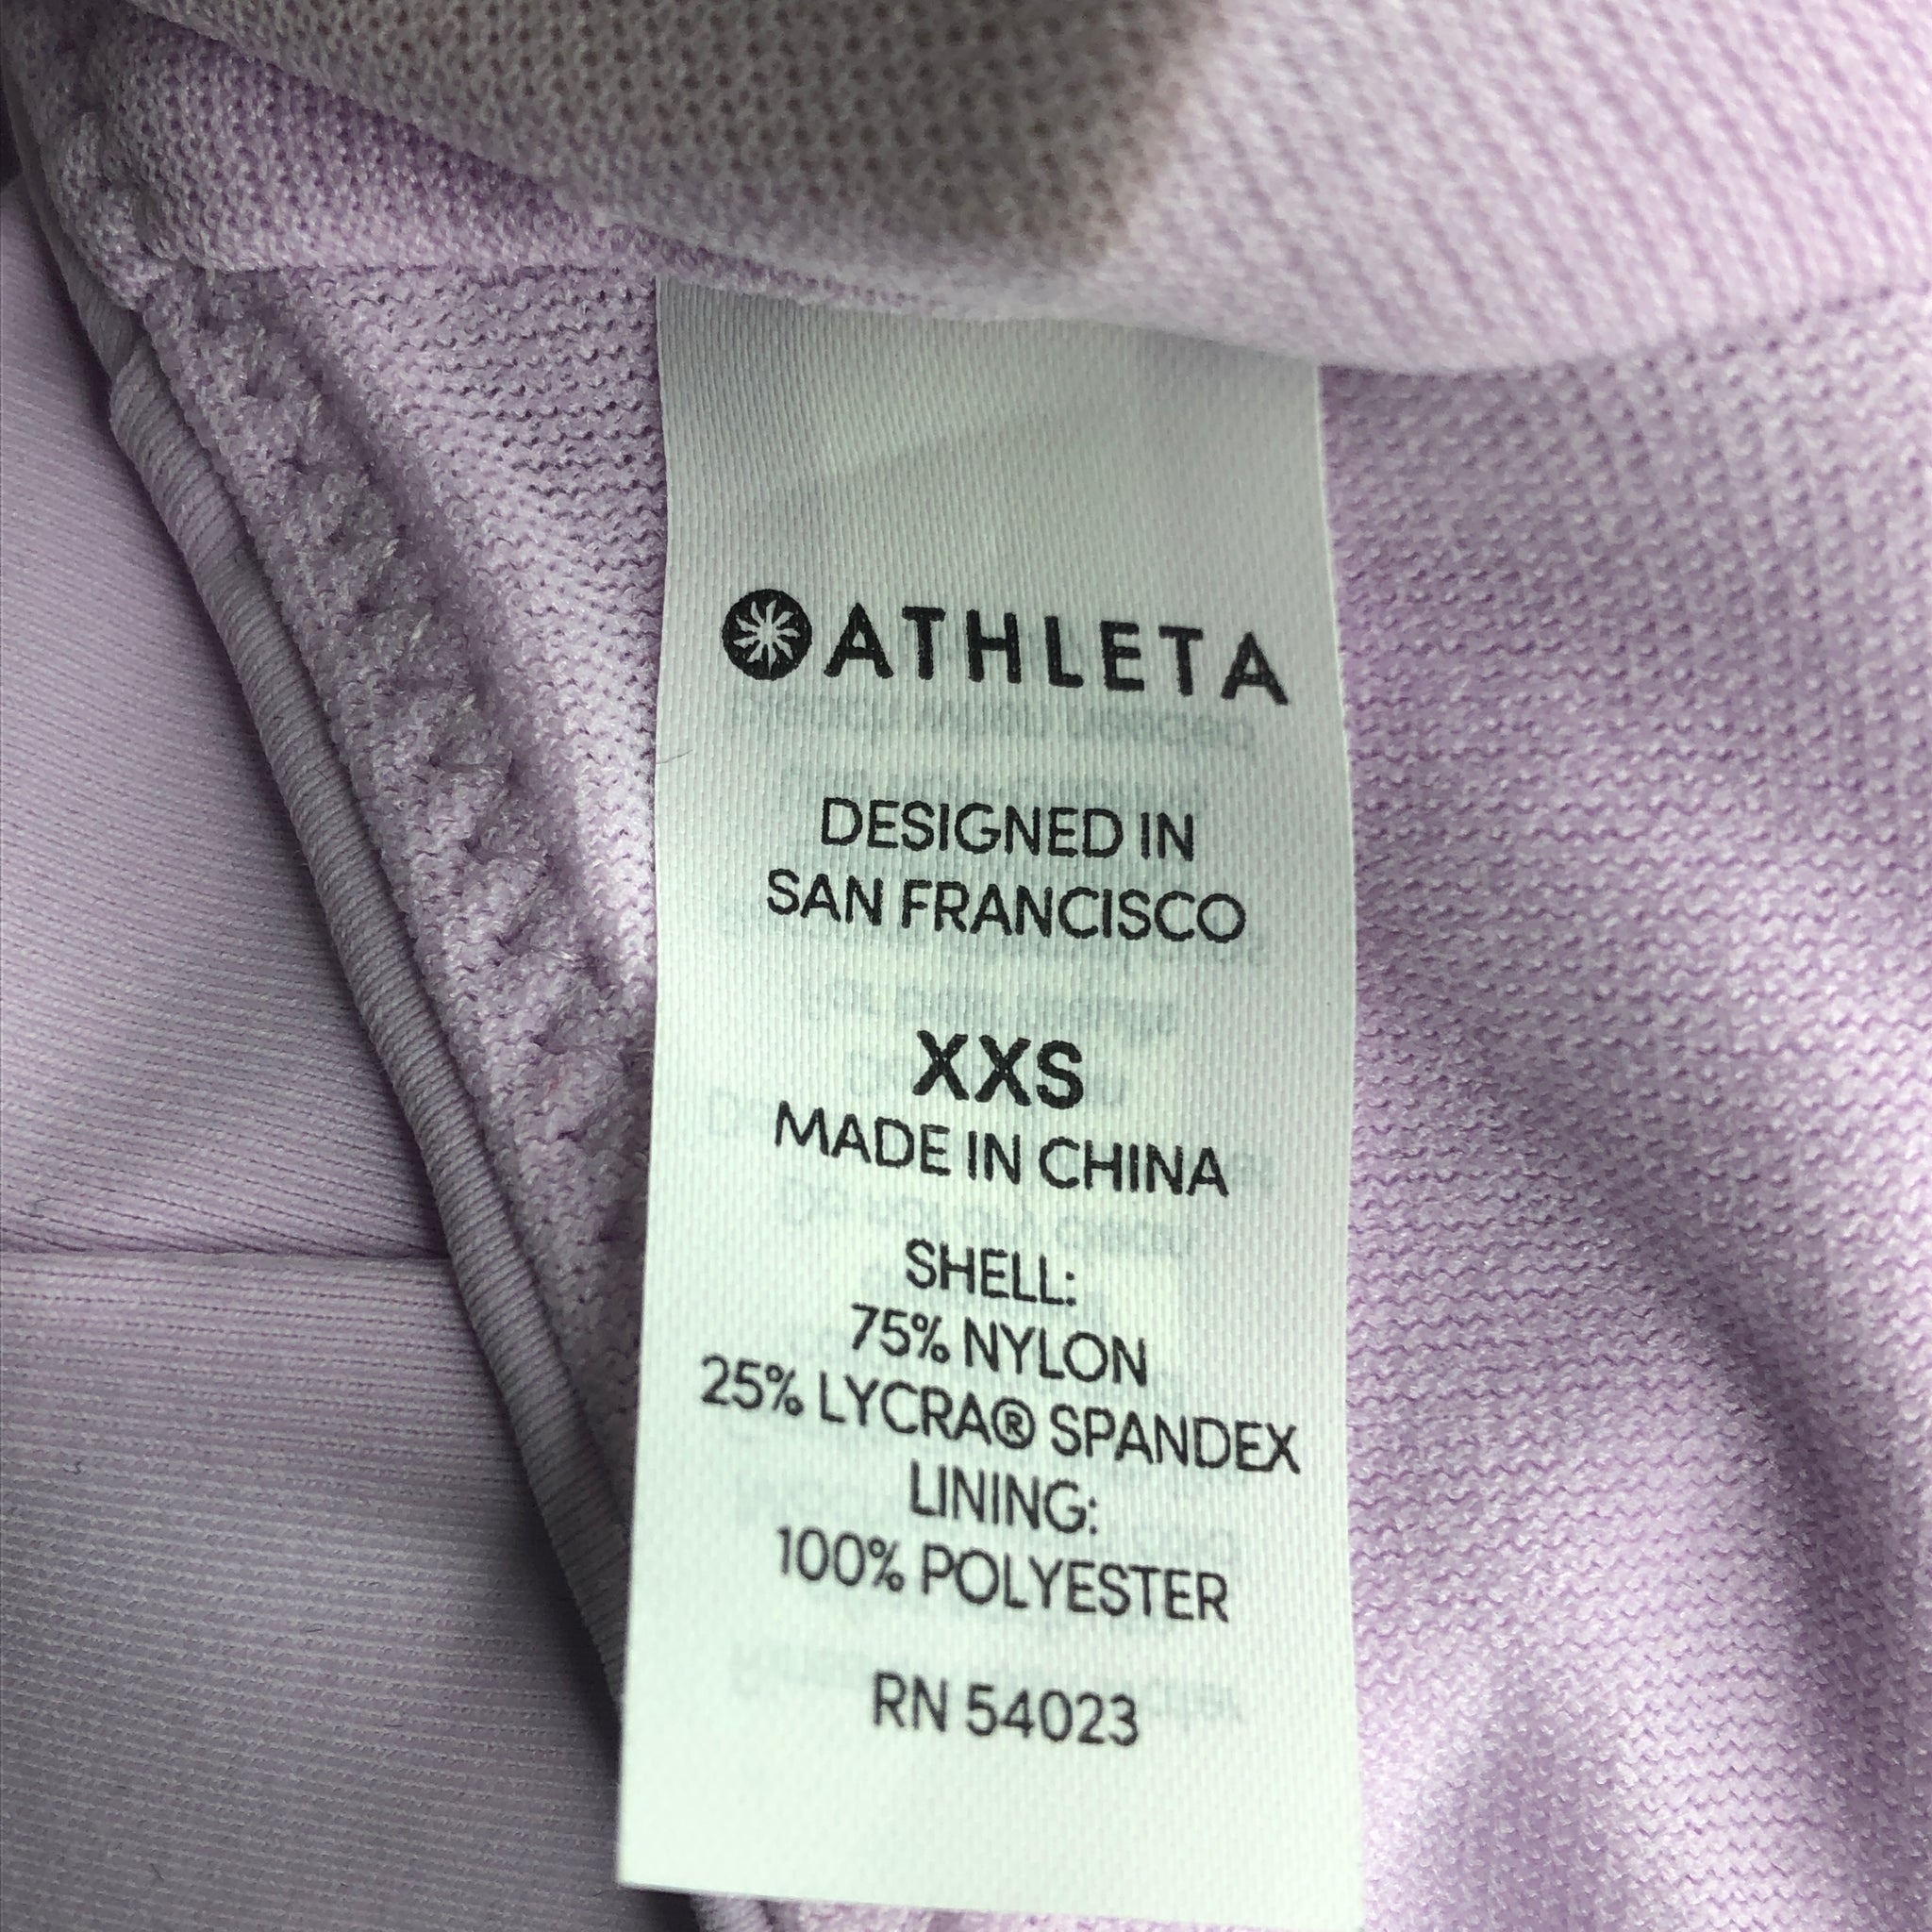 ATHLETA
DESIGNED IN
SAN FRANCISCO
XXS
MADE IN CHINA
SHELL:
75% NYLON
25% LYCRA® SPANDEX
LINING:
100% POLYESTER
RN 54023